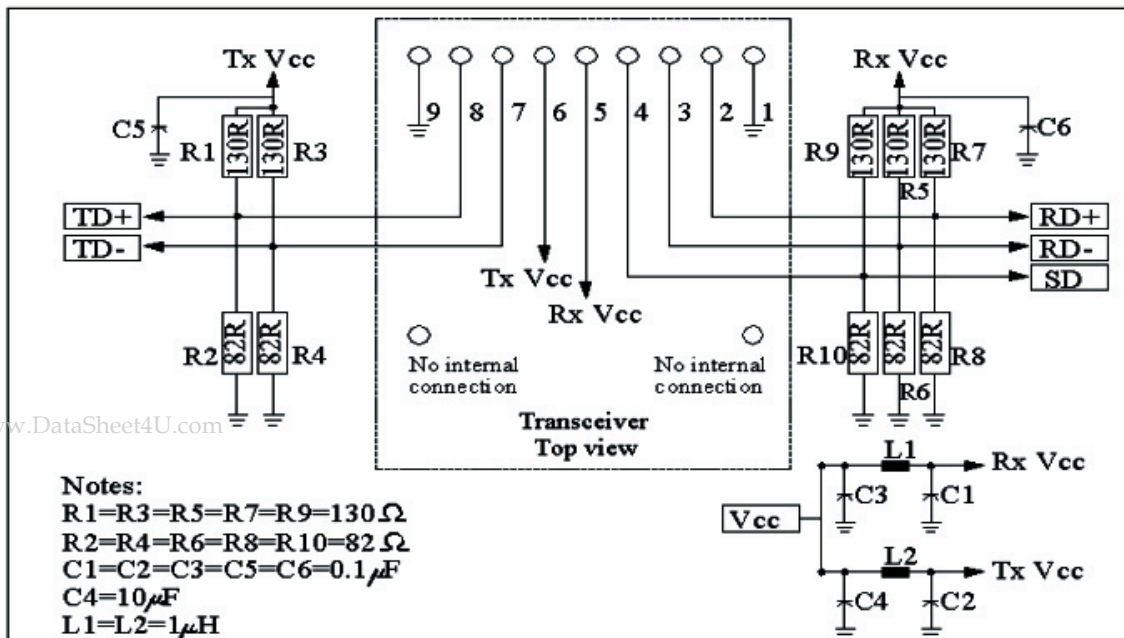 Tx Vcc
Rx Vcc
9 8 7 6 5 4 3 2 1
C5
R1
130R
130R
R3
R9
130R
130R
130R
R7
C6
R5
TD+
TD-
RD+
RD-
SD
Tx Vcc
Rx Vcc
R2
82R
82R
R4
No internal
connection
No internal
connection
R10
82R
82R
82R
R8
R6
Transceiver
Top view
w.DataSheet4U.com
L1
Rx Vcc
C3
C1
Vcc
L2
Tx Vcc
C4
C2
Notes:
R1=R3=R5=R7=R9=130Ω
R2=R4=R6=R8=R10=82Ω
C1=C2=C3=C5=C6=0.1µF
C4=10µF
L1=L2=1µH